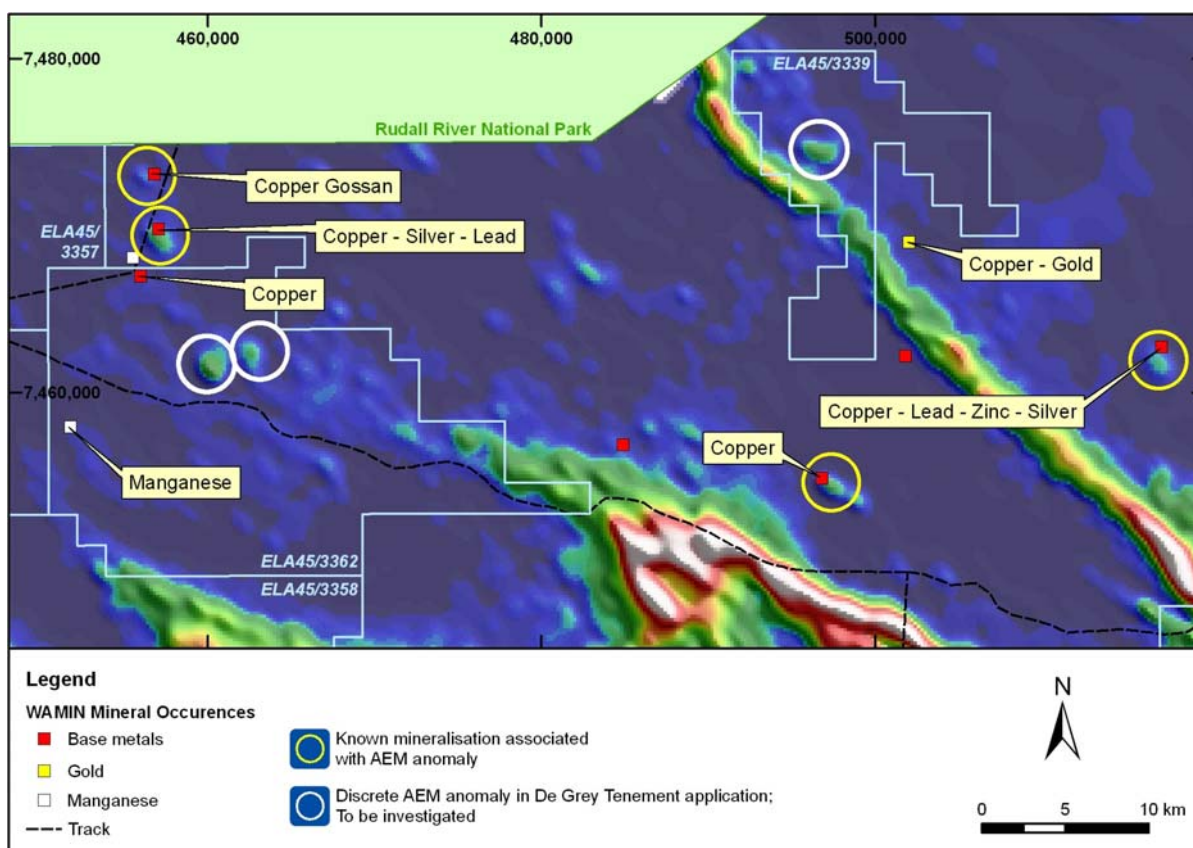 460,000
480,000
500,000
7,480,000
7,460,000
ELA45/3339
Rudall River National Park
Copper Gossan
ELA45/
3357
Copper - Silver - Lead
Copper - Gold
Copper
Copper - Lead - Zinc - Silver
Copper
Manganese
ELA45/3362
ELA45/3358
Legend
WAMIN Mineral Occurences
Base metals
Gold
Manganese
Track
Known mineralisation associated
with AEM anomaly
Discrete AEM anomaly in De Grey Tenement application;
To be investigated
N
0 5 10 km